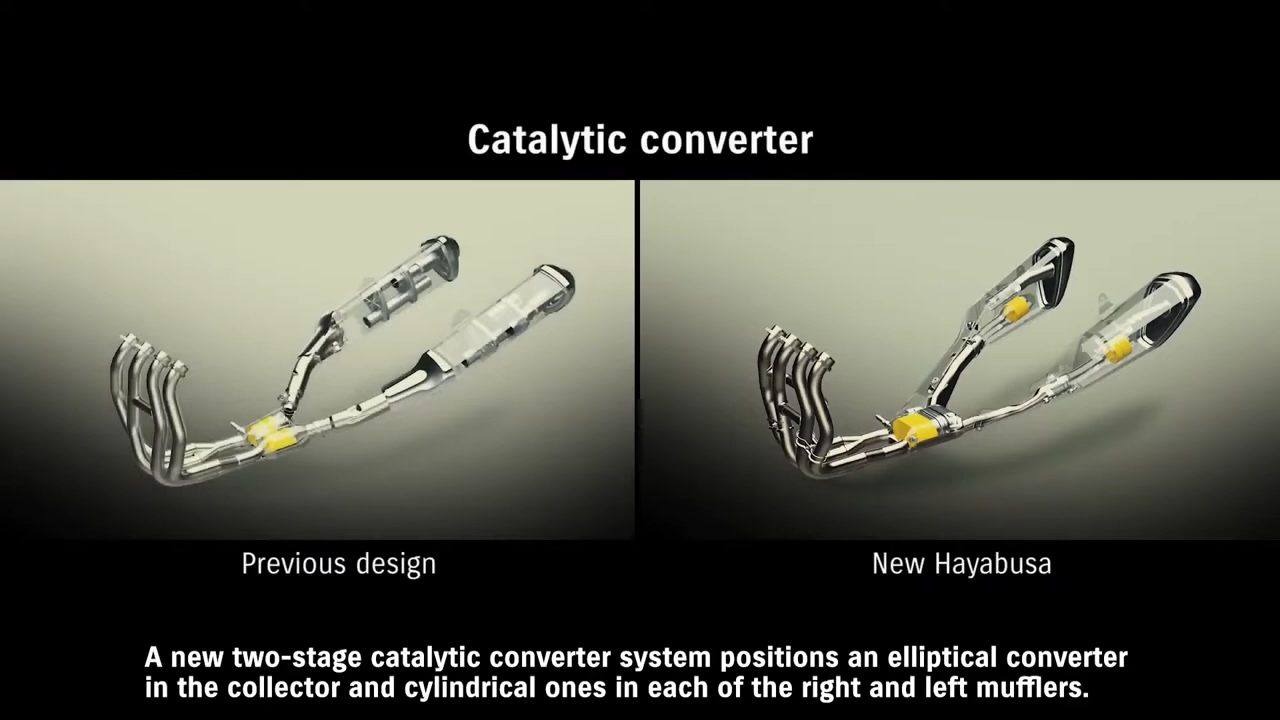 Catalytic converter
Previous design
New Hayabusa
A new two-stage catalytic converter system positions an elliptical converter
in the collector and cylindrical ones in each of the right and left mufflers.